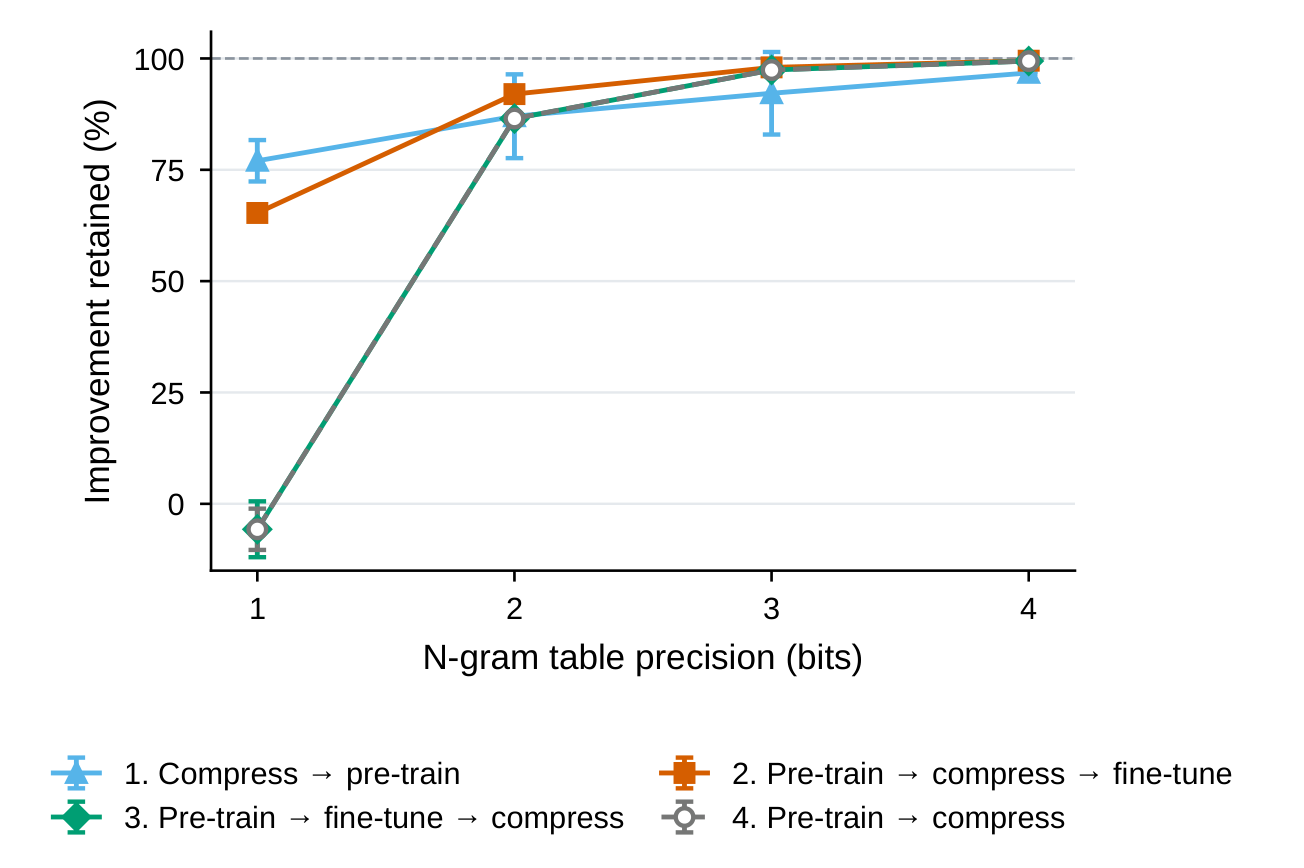 100
75
50
25
0
Improvement retained (%)
1 2 3 4
N-gram table precision (bits)
1. Compress → pre-train
2. Pre-train → compress → fine-tune
3. Pre-train → fine-tune → compress
4. Pre-train → compress